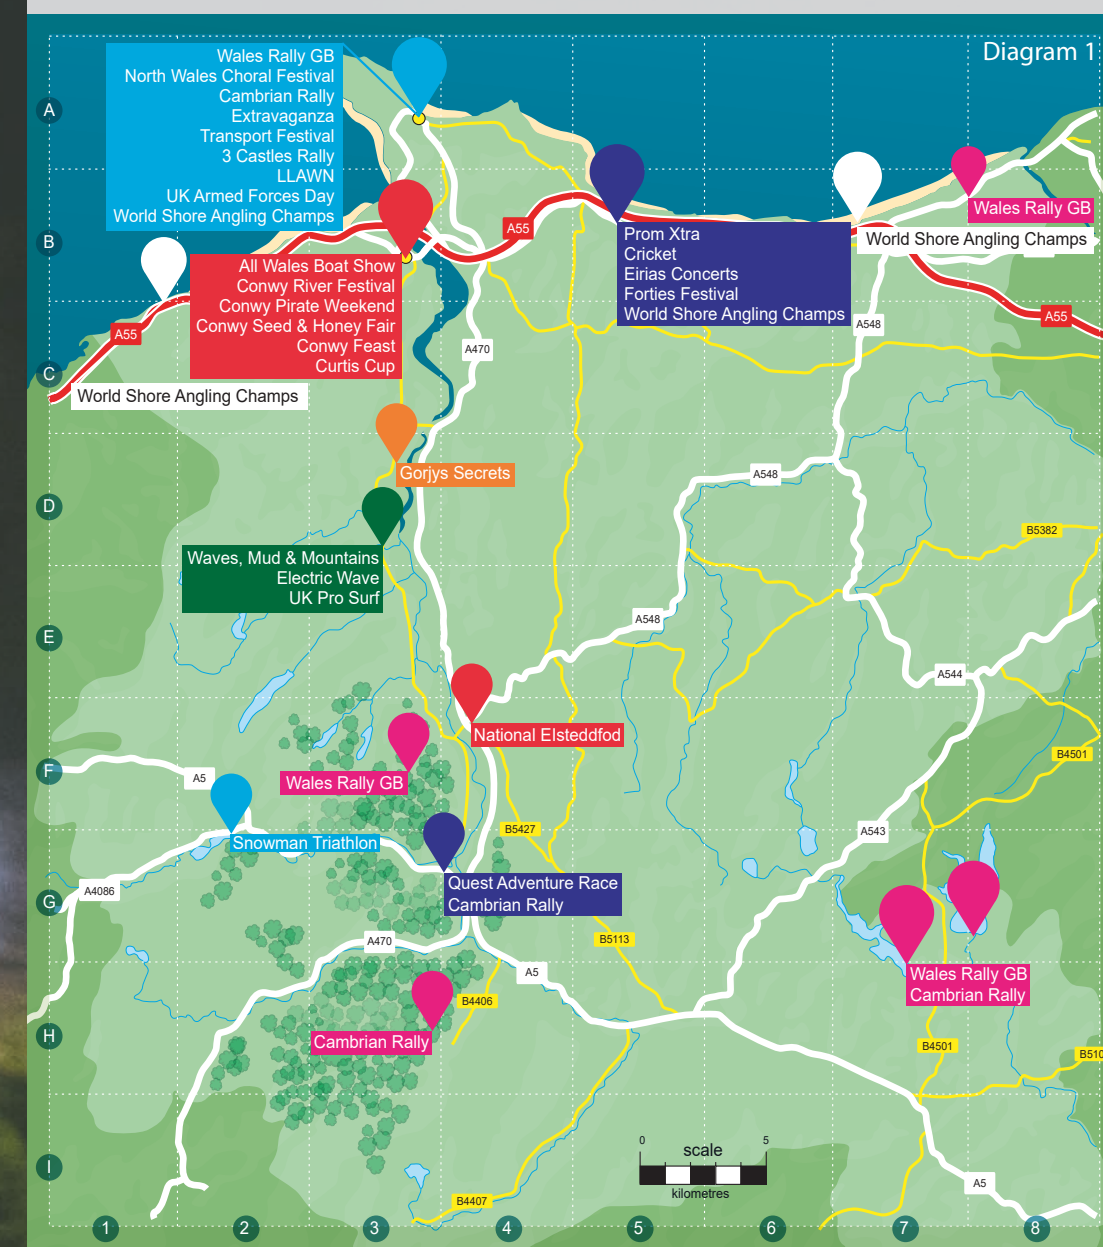 Diagram 1
A
Wales Rally GB
North Wales Choral Festival
Cambrian Rally
Extravaganza
Transport Festival
3 Castles Rally
LLAWN
UK Armed Forces Day
World Shore Angling Champs
Wales Rally GB
B
A55
Prom Xtra
Cricket
Eirias Concerts
Forties Festival
World Shore Angling Champs
World Shore Angling Champs
All Wales Boat Show
Conwy River Festival
Conwy Pirate Weekend
Conwy Seed & Honey Fair
Conwy Feast
Curtis Cup
A55
A548
A55
A470
C
World Shore Angling Champs
Gorjys Secrets
A548
D
B5382
Waves, Mud & Mountains
Electric Wave
UK Pro Surf
E
A548
A544
National Elsteddfod
F
A5
Wales Rally GB
B4501
Snowman Triathlon
B5427
A543
A4086
G
Quest Adventure Race
Cambrian Rally
A470
B5113
A5
Wales Rally GB
Cambrian Rally
B4406
H
Cambrian Rally
B4501
B510
0
5
scale
kilometres
I
A5
B4407
1
2
3
4
5
6
7
8